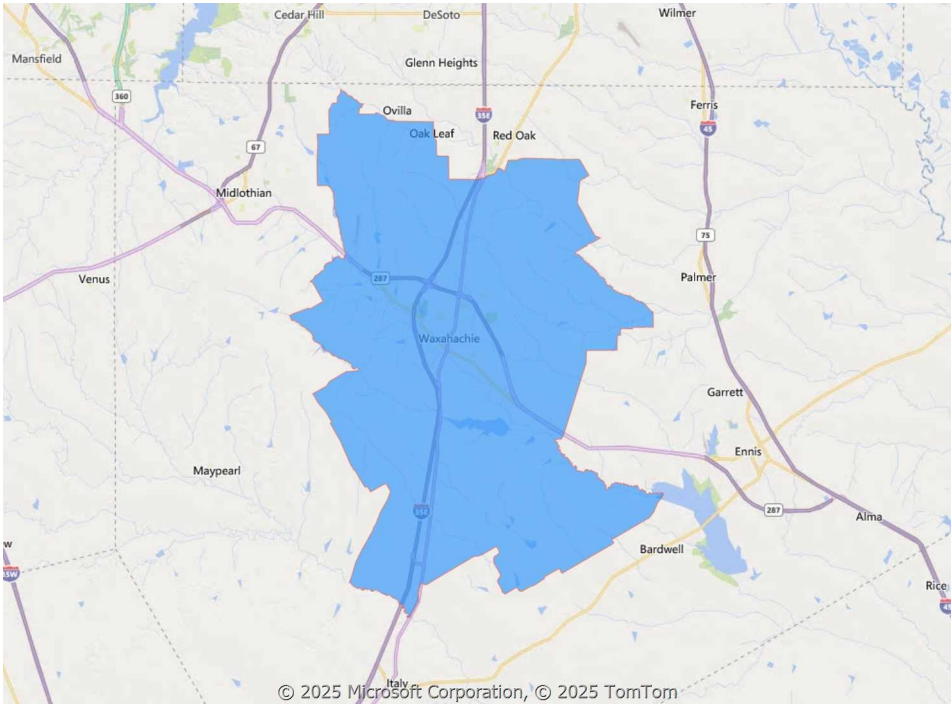 Cedar Hill
DeSoto
Wilmer
Mansfield
Glenn Heights
360
Ovilla
Ferris
35E
Oak Leaf
Red Oak
45
67
Midlothian
75
Venus
287
Palmer
Waxahachie
Garrett
Ennis
Maypearl
35E
287
Alma
w
Bardwell
35W
Rice
45
Italy
© 2025 Microsoft Corporation, © 2025 TomTom